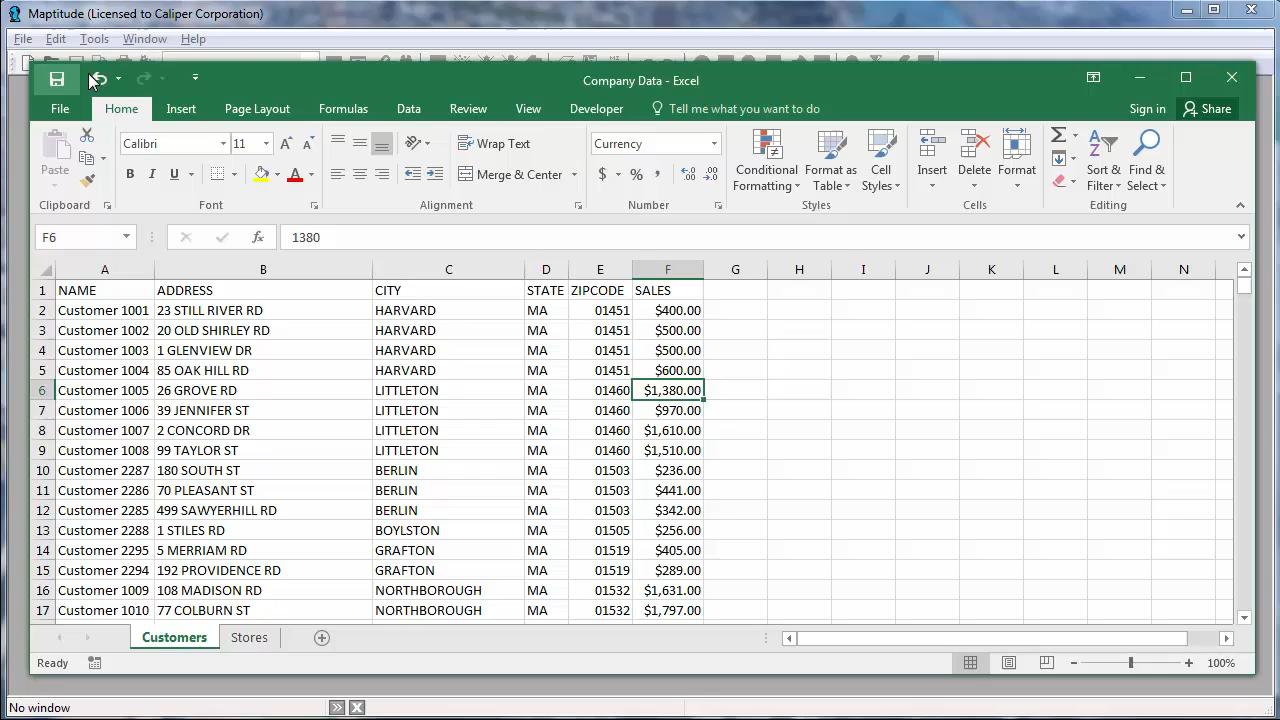 Maptitude (Licensed to Caliper Corporation)
File Edit Tools Window Help
Company Data - Excel
File Home Insert Page Layout Formulas Data Review View Developer Tell me what you want to do Sign in Share
Paste
Calibri 11
Wrap Text
Currency
B I U A
Merge & Center
$ % ,
Conditional Formatting
Format as Table
Cell Styles
Insert Delete Format
Sort & Filter
Find & Select
Clipboard Font Alignment Number Styles Cells Editing
F6 fx 1380
A B C D E F G H I J K L M N
1 NAME ADDRESS CITY STATE ZIPCODE SALES
2 Customer 1001 23 STILL RIVER RD HARVARD MA 01451 $400.00
3 Customer 1002 20 OLD SHIRLEY RD HARVARD MA 01451 $500.00
4 Customer 1003 1 GLENVIEW DR HARVARD MA 01451 $500.00
5 Customer 1004 85 OAK HILL RD HARVARD MA 01451 $600.00
6 Customer 1005 26 GROVE RD LITTLETON MA 01460 $1,380.00
7 Customer 1006 39 JENNIFER ST LITTLETON MA 01460 $970.00
8 Customer 1007 2 CONCORD DR LITTLETON MA 01460 $1,610.00
9 Customer 1008 99 TAYLOR ST LITTLETON MA 01460 $1,510.00
10 Customer 2287 180 SOUTH ST BERLIN MA 01503 $236.00
11 Customer 2286 70 PLEASANT ST BERLIN MA 01503 $441.00
12 Customer 2285 499 SAWYERHILL RD BERLIN MA 01503 $342.00
13 Customer 2288 1 STILES RD BOYLSTON MA 01505 $256.00
14 Customer 2295 5 MERRIAM RD GRAFTON MA 01519 $405.00
15 Customer 2294 192 PROVIDENCE RD GRAFTON MA 01519 $289.00
16 Customer 1009 108 MADISON RD NORTHBOROUGH MA 01532 $1,631.00
17 Customer 1010 77 COLBURN ST NORTHBOROUGH MA 01532 $1,797.00
Customers Stores
Ready 100%
No window